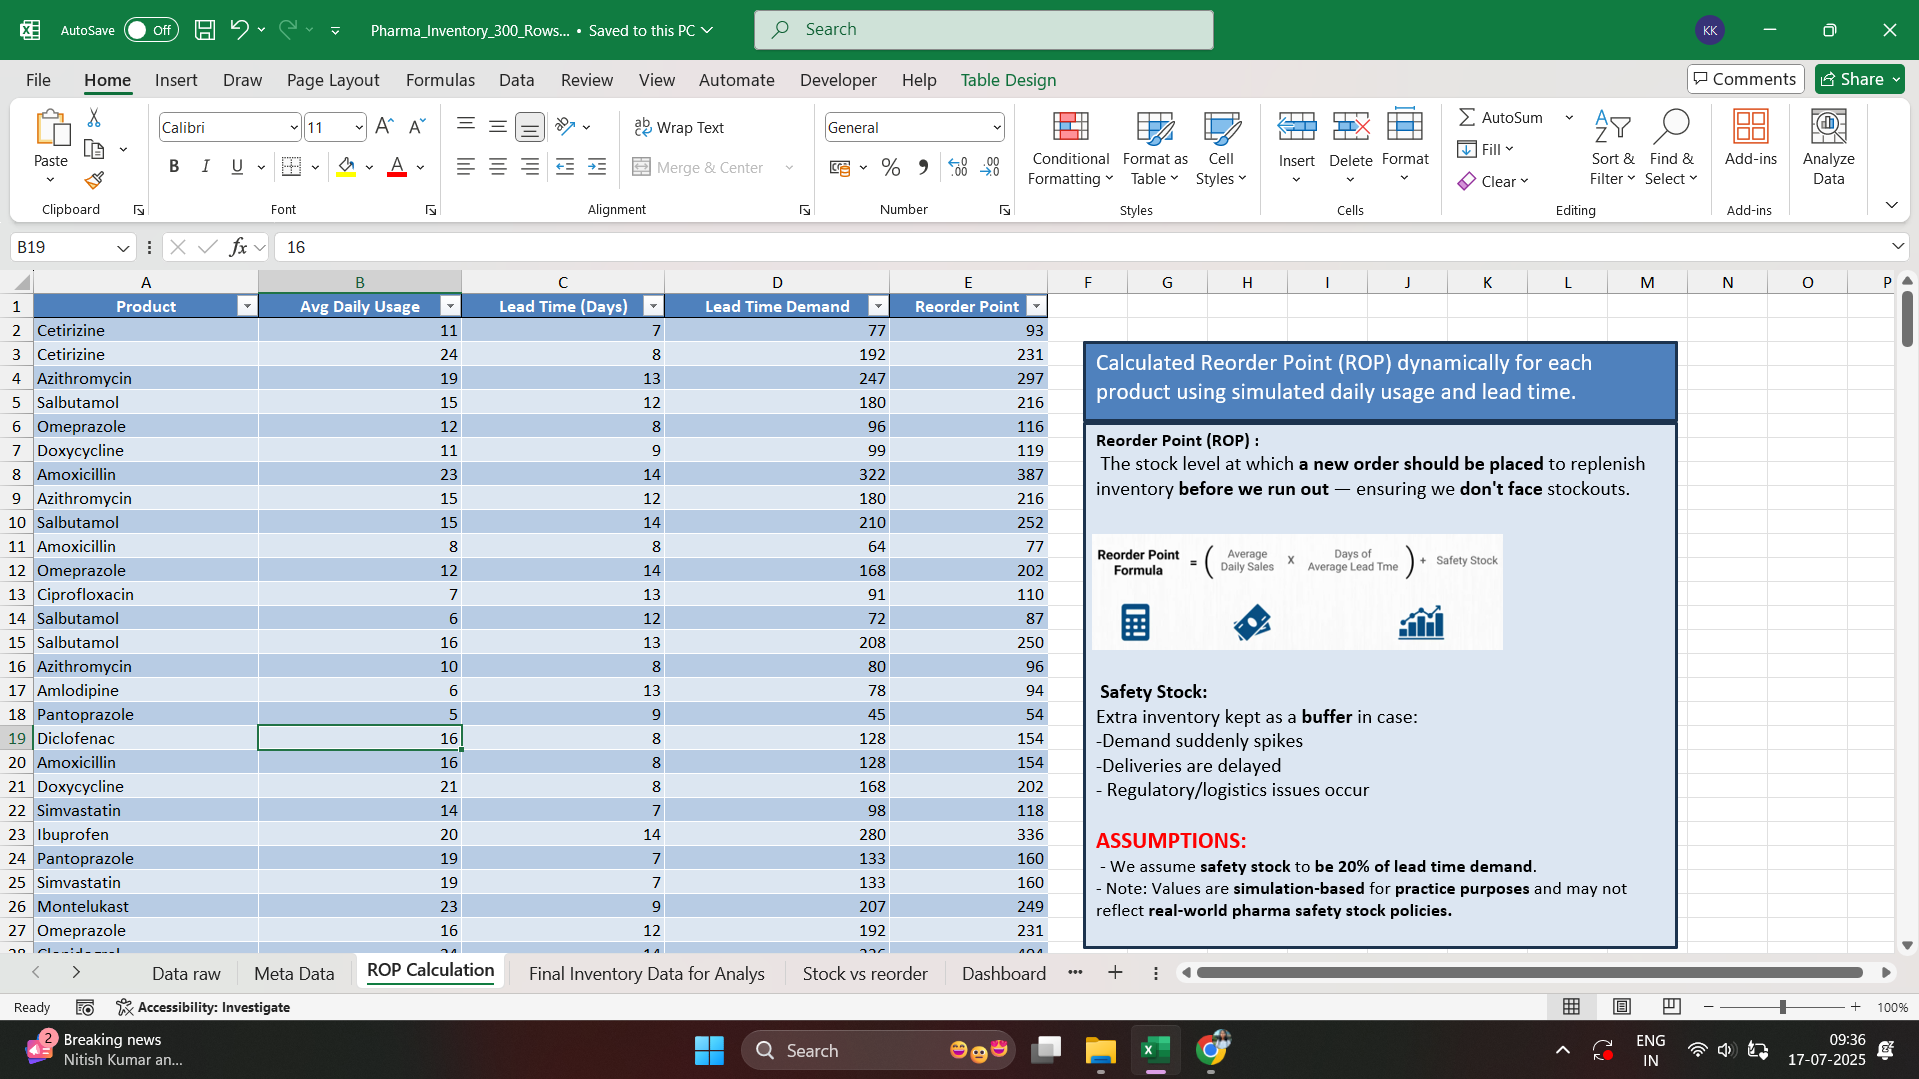 AutoSave Off Pharma_Inventory_300_Rows... • Saved to this PC Search KK
File Home Insert Draw Page Layout Formulas Data Review View Automate Developer Help Table Design Comments Share
Paste Calibri 11 Wrap Text General Conditional Formatting Format as Table Cell Styles Insert Delete Format AutoSum Fill Clear Sort & Filter Find & Select Add-ins Analyze Data
B I U Merge & Center
Clipboard Font Alignment Number Styles Cells Editing Add-ins
B19 fx 16
A B C D E F G H I J K L M N O P
1 Product Avg Daily Usage Lead Time (Days) Lead Time Demand Reorder Point
2 Cetirizine 11 7 77 93
3 Cetirizine 24 8 192 231
4 Azithromycin 19 13 247 297
5 Salbutamol 15 12 180 216
6 Omeprazole 12 8 96 116
7 Doxycycline 11 9 99 119
8 Amoxicillin 23 14 322 387
9 Azithromycin 15 12 180 216
10 Salbutamol 15 14 210 252
11 Amoxicillin 8 8 64 77
12 Omeprazole 12 14 168 202
13 Ciprofloxacin 7 13 91 110
14 Salbutamol 6 12 72 87
15 Salbutamol 16 13 208 250
16 Azithromycin 10 8 80 96
17 Amlodipine 6 13 78 94
18 Pantoprazole 5 9 45 54
19 Diclofenac 16 8 128 154
20 Amoxicillin 16 8 128 154
21 Doxycycline 21 8 168 202
22 Simvastatin 14 7 98 118
23 Ibuprofen 20 14 280 336
24 Pantoprazole 19 7 133 160
25 Simvastatin 19 7 133 160
26 Montelukast 23 9 207 249
27 Omeprazole 16 12 192 231
Calculated Reorder Point (ROP) dynamically for each
product using simulated daily usage and lead time.
Reorder Point (ROP) :
The stock level at which a new order should be placed to replenish
inventory before we run out — ensuring we don't face stockouts.
Reorder Point Formula = ( Average Daily Sales X Days of Average Lead Tme ) + Safety Stock
Safety Stock:
Extra inventory kept as a buffer in case:
-Demand suddenly spikes
-Deliveries are delayed
- Regulatory/logistics issues occur
ASSUMPTIONS:
- We assume safety stock to be 20% of lead time demand.
- Note: Values are simulation-based for practice purposes and may not
reflect real-world pharma safety stock policies.
Data raw Meta Data ROP Calculation Final Inventory Data for Analys Stock vs reorder Dashboard
Ready Accessibility: Investigate 100%
2 Breaking news
Nitish Kumar an...
Search
ENG
IN
09:36
17-07-2025